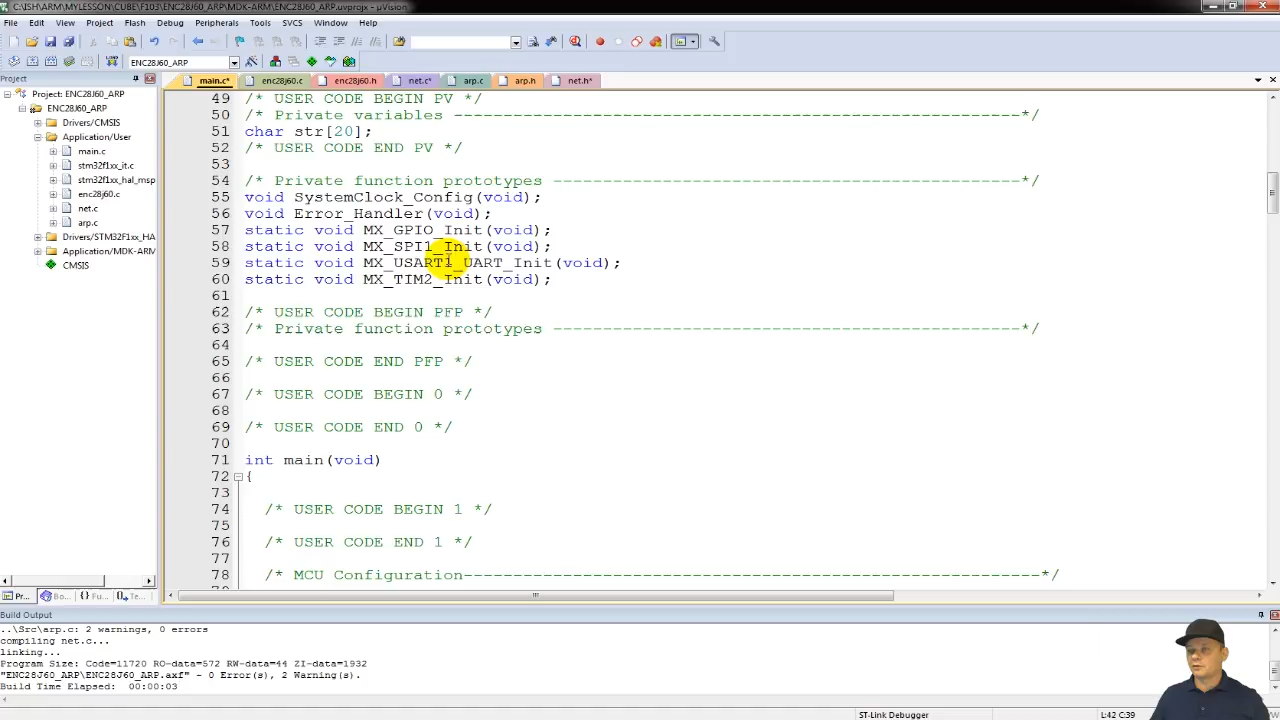 C:\ISH\ARM\MYLESSON\CUBE\F103\ENC28J60_ARP\MDK-ARM\ENC28J60_ARP.uvprojx - µVision
File Edit View Project Flash Debug Peripherals Tools SVCS Window Help
ENC28J60_ARP
Project
main.c* enc28j60.c enc28j60.h net.c* arp.c arp.h net.h*
Project: ENC28J60_ARP
ENC28J60_ARP
Drivers/CMSIS
Application/User
main.c
stm32f1xx_it.c
stm32f1xx_hal_msp
enc28j60.c
net.c
arp.c
Drivers/STM32F1xx_HA
Application/MDK-ARM
CMSIS
49 /* USER CODE BEGIN PV */
50 /* Private variables ---------------------------------------------------------*/
51 char str[20];
52 /* USER CODE END PV */
53
54 /* Private function prototypes -----------------------------------------------*/
55 void SystemClock_Config(void);
56 void Error_Handler(void);
57 static void MX_GPIO_Init(void);
58 static void MX_SPI1_Init(void);
59 static void MX_USART1_UART_Init(void);
60 static void MX_TIM2_Init(void);
61
62 /* USER CODE BEGIN PFP */
63 /* Private function prototypes -----------------------------------------------*/
64
65 /* USER CODE END PFP */
66
67 /* USER CODE BEGIN 0 */
68
69 /* USER CODE END 0 */
70
71 int main(void)
72 {
73
74 /* USER CODE BEGIN 1 */
75
76 /* USER CODE END 1 */
77
78 /* MCU Configuration----------------------------------------------------------*/
Pr... Bo... {} Fu... Te...
Build Output
..\Src\arp.c: 2 warnings, 0 errors
compiling net.c...
linking...
Program Size: Code=11720 RO-data=572 RW-data=44 ZI-data=1932
"ENC28J60_ARP\ENC28J60_ARP.axf" - 0 Error(s), 2 Warning(s).
Build Time Elapsed: 00:00:03
ST-Link Debugger
L:42 C:39